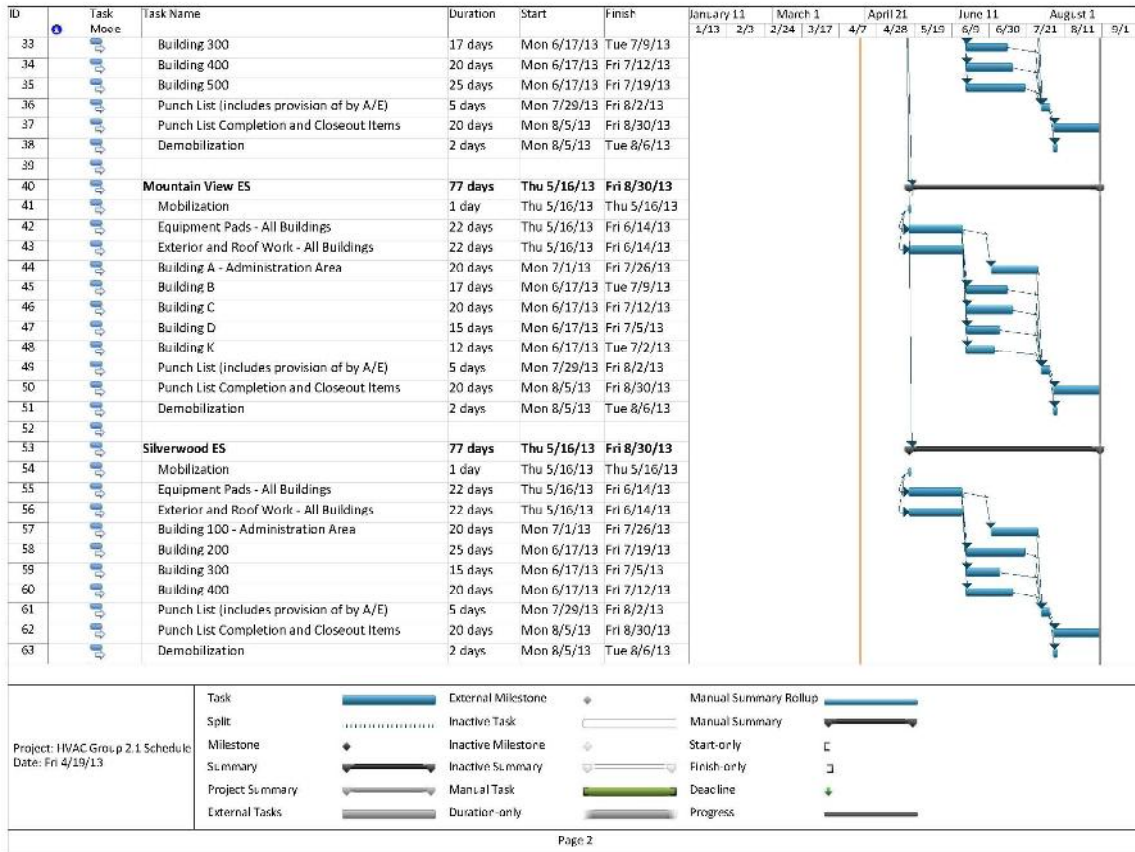 ID Task Mode Task Name Duration Start Finish January 11 March 1 April 21 June 11 August 1
1/13 2/3 2/24 3/17 4/7 4/28 5/19 6/9 6/30 7/21 8/11 9/1
33 Building 300 17 days Mon 6/17/13 Tue 7/9/13
34 Building 400 20 days Mon 6/17/13 Fri 7/12/13
35 Building 500 25 days Mon 6/17/13 Fri 7/19/13
36 Punch List (includes provision of by A/E) 5 days Mon 7/29/13 Fri 8/2/13
37 Punch List Completion and Closeout Items 20 days Mon 8/5/13 Fri 8/30/13
38 Demobilization 2 days Mon 8/5/13 Tue 8/6/13
39
40 Mountain View ES 77 days Thu 5/16/13 Fri 8/30/13
41 Mobilization 1 day Thu 5/16/13 Thu 5/16/13
42 Equipment Pads - All Buildings 22 days Thu 5/16/13 Fri 6/14/13
43 Exterior and Roof Work - All Buildings 22 days Thu 5/16/13 Fri 6/14/13
44 Building A - Administration Area 20 days Mon 7/1/13 Fri 7/26/13
45 Building B 17 days Mon 6/17/13 Tue 7/9/13
46 Building C 20 days Mon 6/17/13 Fri 7/12/13
47 Building D 15 days Mon 6/17/13 Fri 7/5/13
48 Building K 12 days Mon 6/17/13 Tue 7/2/13
49 Punch List (includes provision of by A/E) 5 days Mon 7/29/13 Fri 8/2/13
50 Punch List Completion and Closeout Items 20 days Mon 8/5/13 Fri 8/30/13
51 Demobilization 2 days Mon 8/5/13 Tue 8/6/13
52
53 Silverwood ES 77 days Thu 5/16/13 Fri 8/30/13
54 Mobilization 1 day Thu 5/16/13 Thu 5/16/13
55 Equipment Pads - All Buildings 22 days Thu 5/16/13 Fri 6/14/13
56 Exterior and Roof Work - All Buildings 22 days Thu 5/16/13 Fri 6/14/13
57 Building 100 - Administration Area 20 days Mon 7/1/13 Fri 7/26/13
58 Building 200 25 days Mon 6/17/13 Fri 7/19/13
59 Building 300 15 days Mon 6/17/13 Fri 7/5/13
60 Building 400 20 days Mon 6/17/13 Fri 7/12/13
61 Punch List (includes provision of by A/E) 5 days Mon 7/29/13 Fri 8/2/13
62 Punch List Completion and Closeout Items 20 days Mon 8/5/13 Fri 8/30/13
63 Demobilization 2 days Mon 8/5/13 Tue 8/6/13
Project: HVAC Group 2.1 Schedule
Date: Fri 4/19/13
Task External Milestone Manual Summary Rollup
Split Inactive Task Manual Summary
Milestone Inactive Milestone Start-only
Summary Inactive Summary Finish-only
Project Summary Manual Task Deadline
External Tasks Duration-only Progress
Page 2